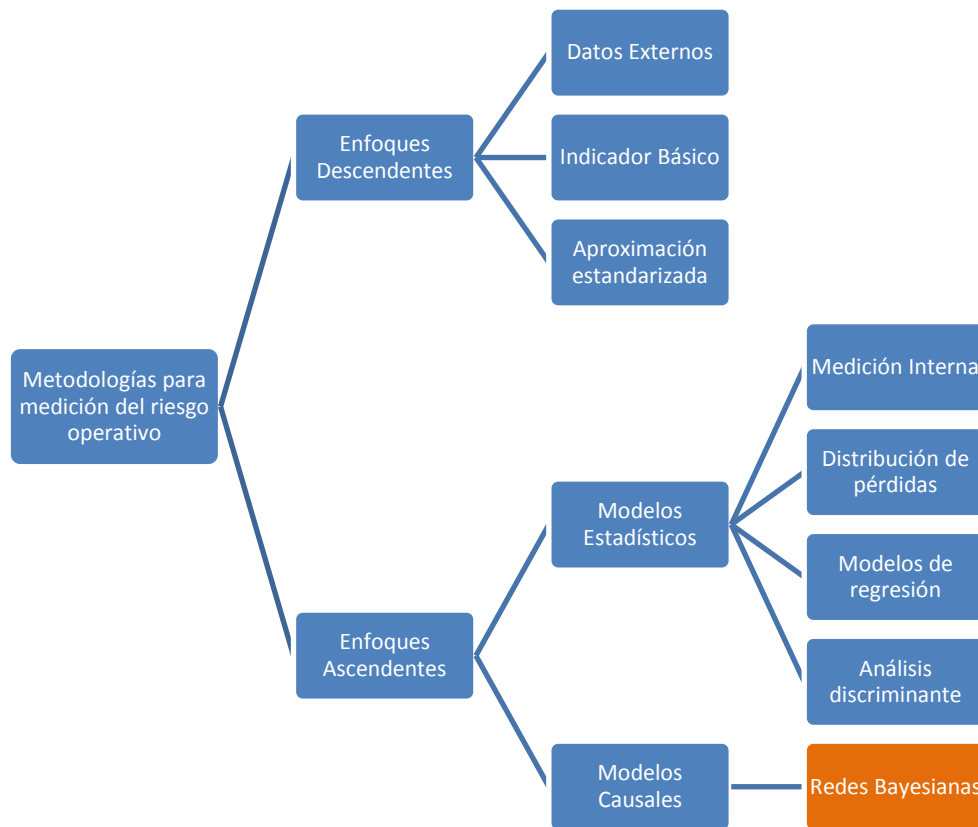 Datos Externos
Enfoques
Descendentes
Indicador Básico
Aproximación
estandarizada
Metodologías para
medición del riesgo
operativo
Medición Interna
Distribución de
pérdidas
Modelos
Estadísticos
Modelos de
regresión
Enfoques
Ascendentes
Análisis
discriminante
Modelos
Causales
Redes Bayesianas